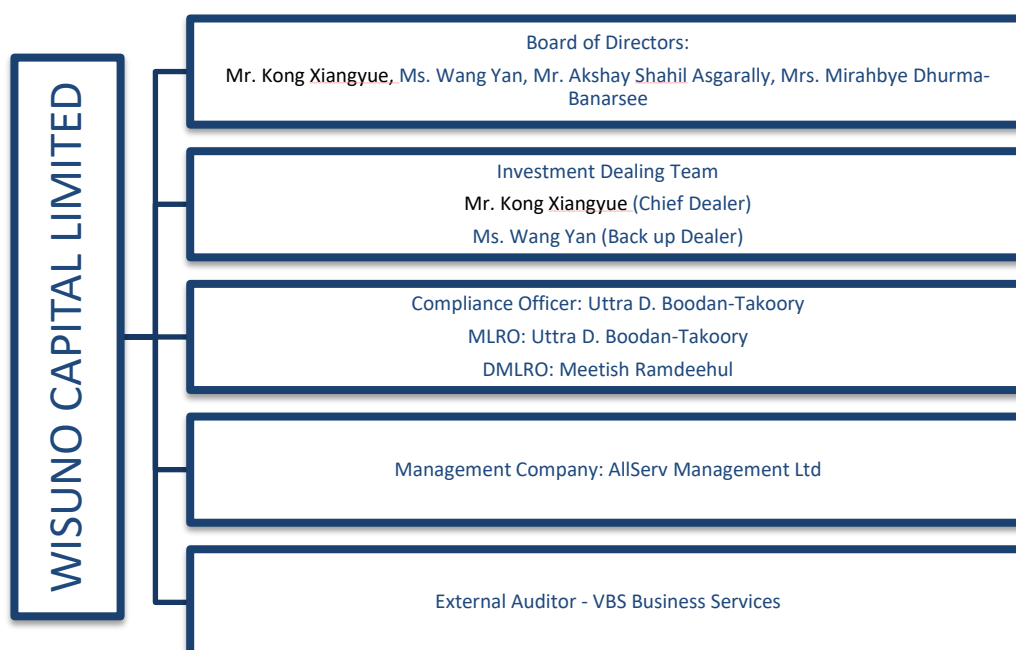 WISUNO CAPITAL LIMITED
Board of Directors:
Mr. Kong Xiangyue, Ms. Wang Yan, Mr. Akshay Shahil Asgarally, Mrs. Mirahbye Dhurma-
Banarsee
Investment Dealing Team
Mr. Kong Xiangyue (Chief Dealer)
Ms. Wang Yan (Back up Dealer)
Compliance Officer: Uttra D. Boodan-Takoory
MLRO: Uttra D. Boodan-Takoory
DMLRO: Meetish Ramdeehul
Management Company: AllServ Management Ltd
External Auditor - VBS Business Services